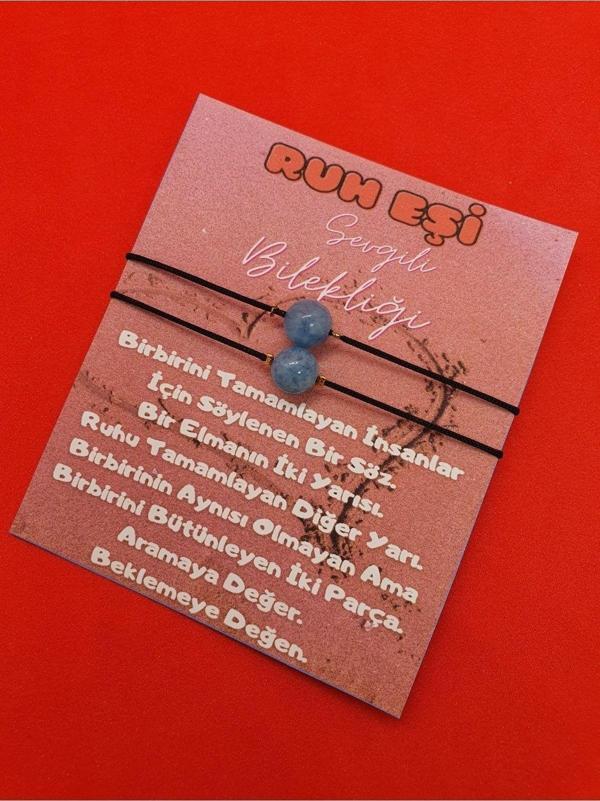 RUH EŞİ
Sevgili
Bilekliği
Birbirini Tamamlayan İnsanlar
İçin Söylenen Bir Söz.
Bir Elmanın İki Yarısı.
Ruhu Tamamlayan Diğer Yarı.
Birbirinin Aynısı Olmayan Ama
Birbirini Bütünleyen İki Parça.
Aramaya Değer.
Beklemeye Değen.